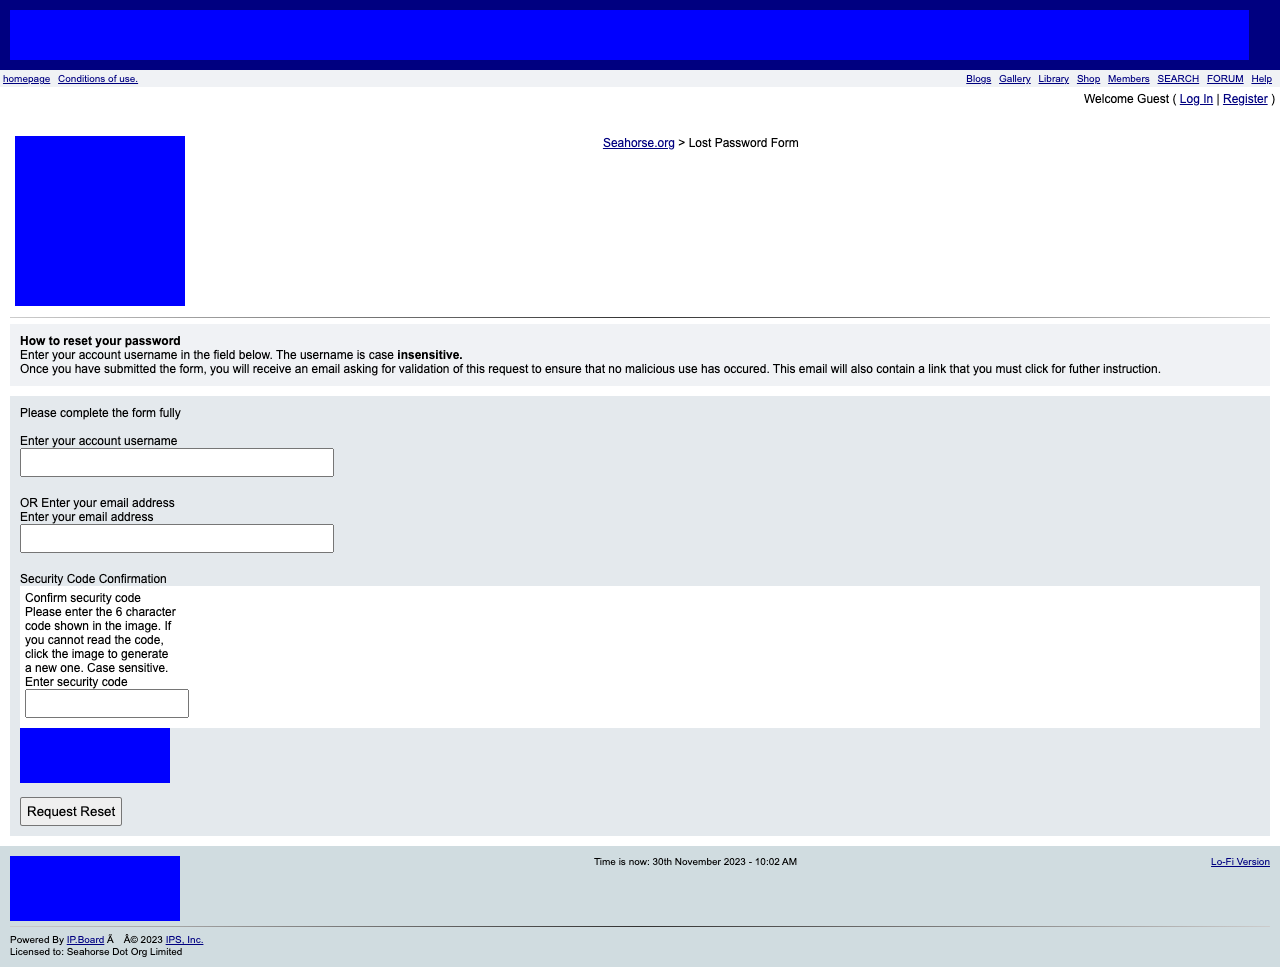 homepage Conditions of use. Blogs Gallery Library Shop Members SEARCH FORUM Help
Welcome Guest ( Log In | Register )
Seahorse.org > Lost Password Form
How to reset your password
Enter your account username in the field below. The username is case insensitive.
Once you have submitted the form, you will receive an email asking for validation of this request to ensure that no malicious use has occured. This email will also contain a link that you must click for futher instruction.
Please complete the form fully
Enter your account username
OR Enter your email address
Enter your email address
Security Code Confirmation
Confirm security code
Please enter the 6 character
code shown in the image. If
you cannot read the code,
click the image to generate
a new one. Case sensitive.
Enter security code
Request Reset
Time is now: 30th November 2023 - 10:02 AM
Lo-Fi Version
Powered By IP.Board Ã Â© 2023 IPS, Inc.
Licensed to: Seahorse Dot Org Limited